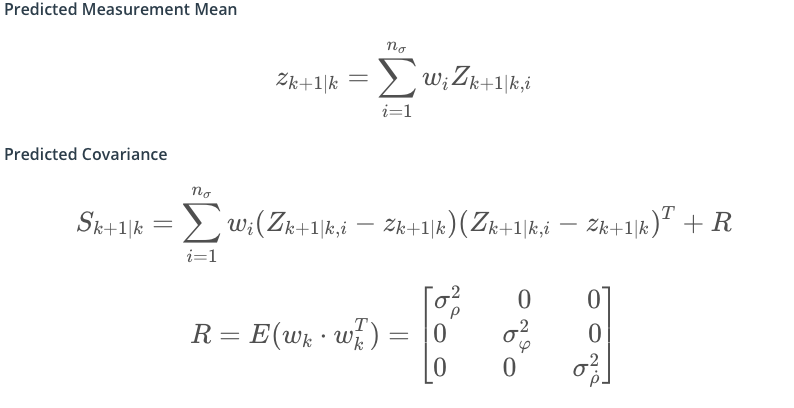 Predicted Measurement Mean
z_{k+1|k} = \sum_{i=1}^{n_\sigma} w_i Z_{k+1|k,i}
Predicted Covariance
S_{k+1|k} = \sum_{i=1}^{n_\sigma} w_i (Z_{k+1|k,i} - z_{k+1|k})(Z_{k+1|k,i} - z_{k+1|k})^T + R
R = E(w_k \cdot w_k^T) = \begin{bmatrix} \sigma_\rho^2 & 0 & 0 \\ 0 & \sigma_\varphi^2 & 0 \\ 0 & 0 & \sigma_{\dot{\rho}}^2 \end{bmatrix}